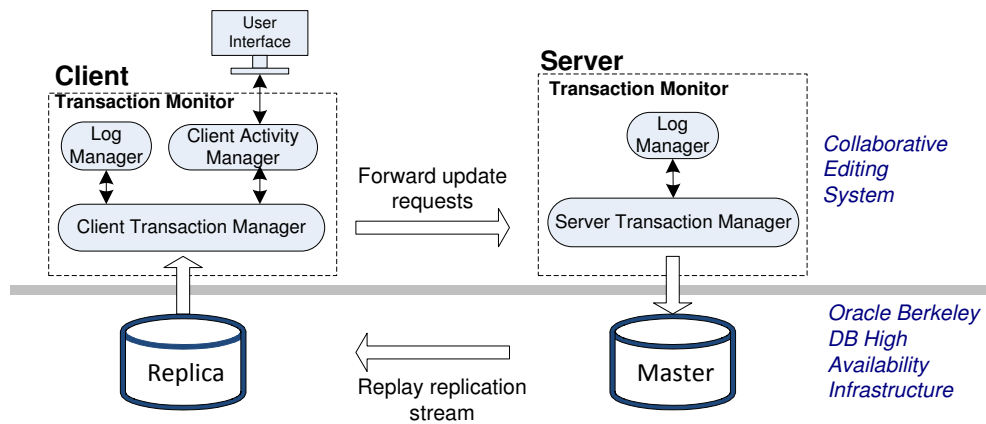 User
Interface
Client
Transaction Monitor
Log
Manager
Client Activity
Manager
Client Transaction Manager
Forward update
requests
Server
Transaction Monitor
Log
Manager
Server Transaction Manager
Collaborative
Editing
System
Replica
Replay replication
stream
Master
Oracle Berkeley
DB High
Availability
Infrastructure